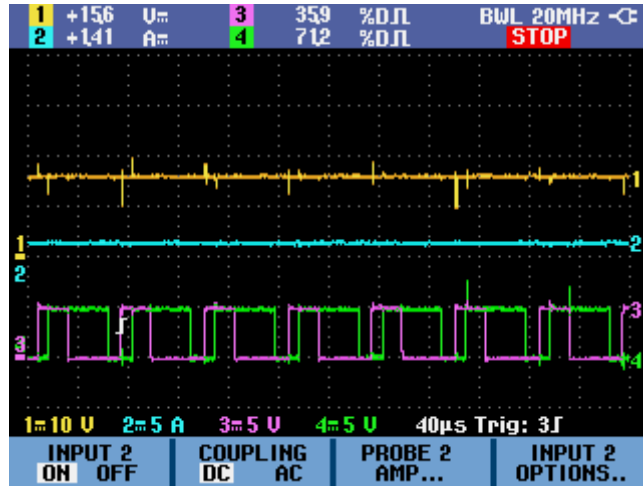 1 +15,6 V 3 35,9 %D BWL 20MHz
2 +1,41 A 4 71,2 %D STOP
1
1 2
2
3
3 4
1=10 V 2=5 A 3=5 V 4=5 V 40µs Trig: 3
INPUT 2 COUPLING PROBE 2 INPUT 2
ON OFF DC AC AMP... OPTIONS..